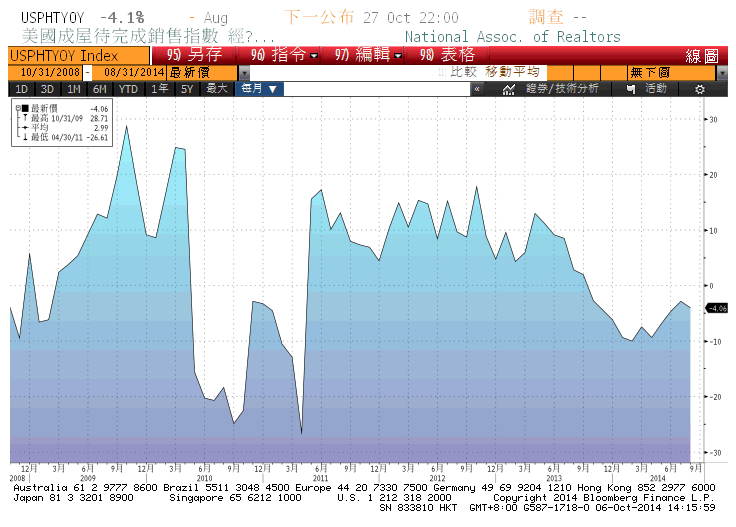 USPHTYOY -4.1% - Aug 下一公布 27 Oct 22:00 調查 --
美國成屋待完成銷售指數 經?... National Assoc. of Realtors
USPHTYOY Index 95) 另存 96) 指令 97) 編輯 98) 表格 線圖
10/31/2008 - 08/31/2014 最新價 比較 移動平均 無下價
1D 3D 1M 6M YTD 1年 5Y 最大 每月 ▼ « 證券/技術分析 活動
最新價 -4.06
最高 10/31/09 28.71
平均 2.99
最低 04/30/11 -26.61
30
20
10
0
-4.06
-10
-20
-30
12月 3月 6月 9月 12月 3月 6月 9月 12月 3月 6月 9月 12月 3月 6月 9月 12月 3月 6月 9月 12月 3月 6月 9月
2008 2009 2010 2011 2012 2013 2014
Australia 61 2 9777 8600 Brazil 5511 3048 4500 Europe 44 20 7330 7500 Germany 49 69 9204 1210 Hong Kong 852 2977 6000
Japan 81 3 3201 8900 Singapore 65 6212 1000 U.S. 1 212 318 2000 Copyright 2014 Bloomberg Finance L.P.
SN 833810 HKT GMT+8:00 G587-1718-0 06-Oct-2014 14:15:59